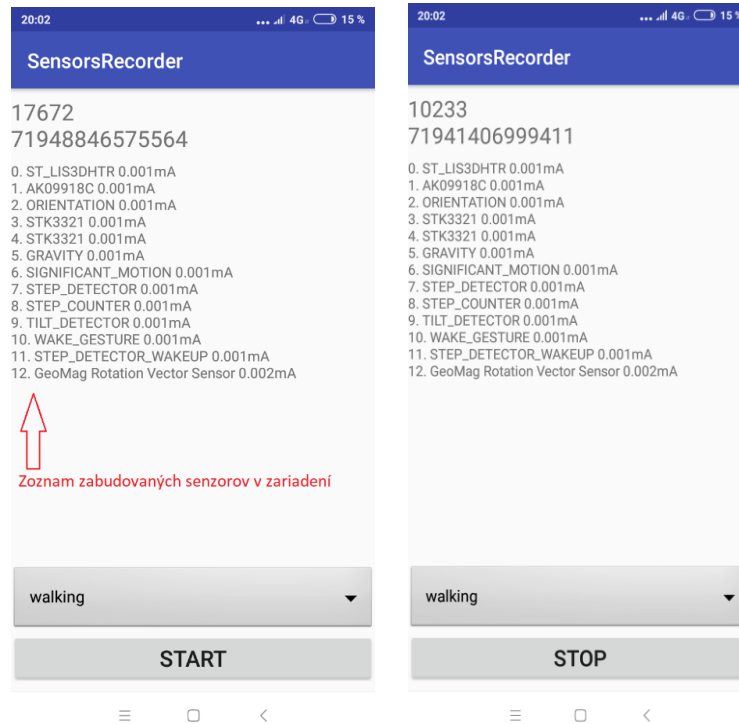 20:02
4G
15 %
SensorsRecorder
17672
71948846575564
0. ST_LIS3DHTR 0.001mA
1. AK09918C 0.001mA
2. ORIENTATION 0.001mA
3. STK3321 0.001mA
4. STK3321 0.001mA
5. GRAVITY 0.001mA
6. SIGNIFICANT_MOTION 0.001mA
7. STEP_DETECTOR 0.001mA
8. STEP_COUNTER 0.001mA
9. TILT_DETECTOR 0.001mA
10. WAKE_GESTURE 0.001mA
11. STEP_DETECTOR_WAKEUP 0.001mA
12. GeoMag Rotation Vector Sensor 0.002mA
Zoznam zabudovaných senzorov v zariadení
walking
START
20:02
4G
15 %
SensorsRecorder
10233
71941406999411
0. ST_LIS3DHTR 0.001mA
1. AK09918C 0.001mA
2. ORIENTATION 0.001mA
3. STK3321 0.001mA
4. STK3321 0.001mA
5. GRAVITY 0.001mA
6. SIGNIFICANT_MOTION 0.001mA
7. STEP_DETECTOR 0.001mA
8. STEP_COUNTER 0.001mA
9. TILT_DETECTOR 0.001mA
10. WAKE_GESTURE 0.001mA
11. STEP_DETECTOR_WAKEUP 0.001mA
12. GeoMag Rotation Vector Sensor 0.002mA
walking
STOP